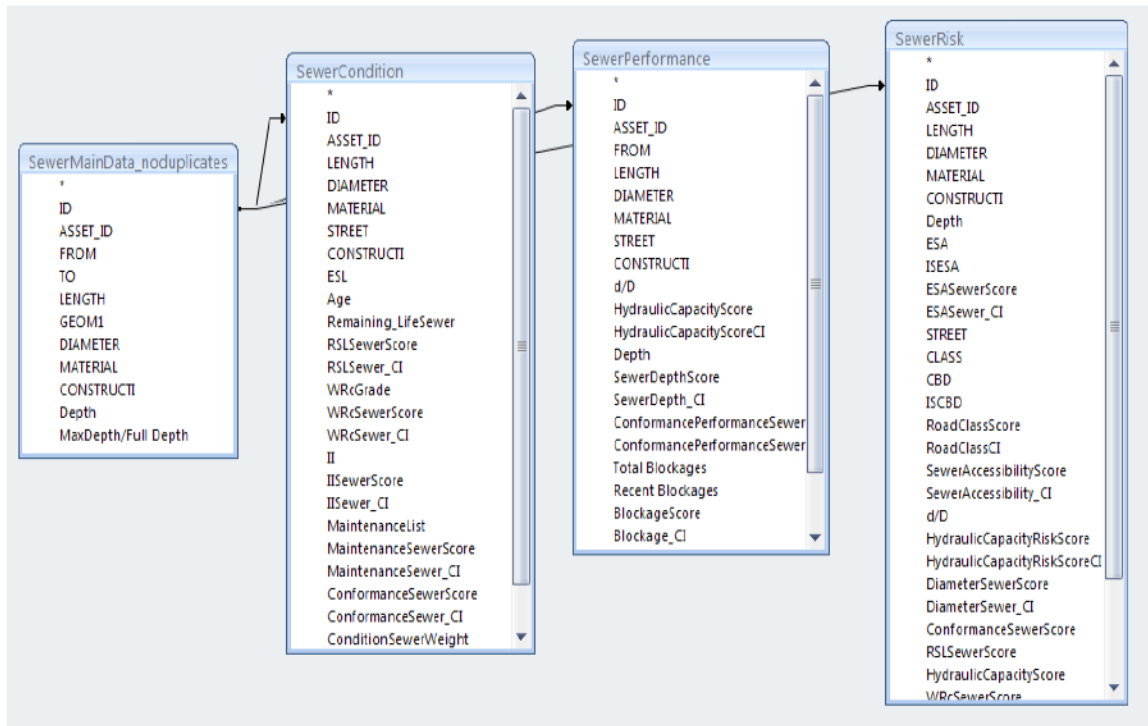 SewerMainData_noduplicates
*
ID
ASSET_ID
FROM
TO
LENGTH
GEOM1
DIAMETER
MATERIAL
CONSTRUCTI
Depth
MaxDepth/Full Depth
SewerCondition
*
ID
ASSET_ID
LENGTH
DIAMETER
MATERIAL
STREET
CONSTRUCTI
ESL
Age
Remaining_LifeSewer
RSLSewerScore
RSLSewer_CI
WRcGrade
WRcSewerScore
WRcSewer_CI
II
IISewerScore
IISewer_CI
MaintenanceList
MaintenanceSewerScore
MaintenanceSewer_CI
ConformanceSewerScore
ConformanceSewer_CI
ConditionSewerWeight
SewerPerformance
*
ID
ASSET_ID
FROM
LENGTH
DIAMETER
MATERIAL
STREET
CONSTRUCTI
d/D
HydraulicCapacityScore
HydraulicCapacityScoreCI
Depth
SewerDepthScore
SewerDepth_CI
ConformancePerformanceSewer
ConformancePerformanceSewer
Total Blockages
Recent Blockages
BlockageScore
Blockage_CI
SewerRisk
*
ID
ASSET_ID
LENGTH
DIAMETER
MATERIAL
CONSTRUCTI
Depth
ESA
ISESA
ESASewerScore
ESASewer_CI
STREET
CLASS
CBD
ISCBD
RoadClassScore
RoadClassCI
SewerAccessibilityScore
SewerAccessibility_CI
d/D
HydraulicCapacityRiskScore
HydraulicCapacityRiskScoreCI
DiameterSewerScore
DiameterSewer_CI
ConformanceSewerScore
RSLSewerScore
HydraulicCapacityScore
WRcSewerScore